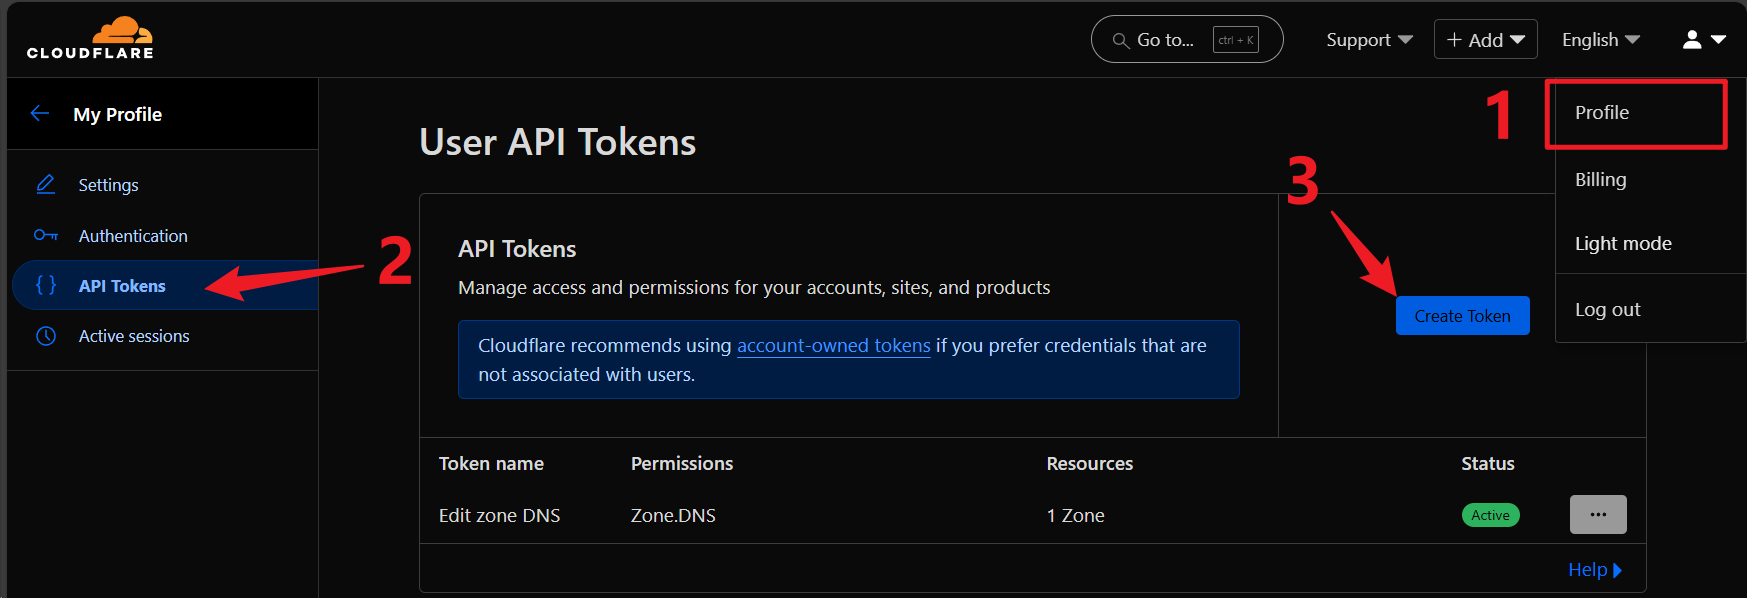 CLOUDFLARE
Go to...
ctrl + K
Support
+ Add
English
My Profile
Settings
Authentication
API Tokens
Active sessions
1
Profile
Billing
Light mode
Log out
2
3
User API Tokens
API Tokens
Manage access and permissions for your accounts, sites, and products
Cloudflare recommends using account-owned tokens if you prefer credentials that are
not associated with users.
Create Token
Token name Permissions Resources Status
Edit zone DNS Zone.DNS 1 Zone Active ...
Help